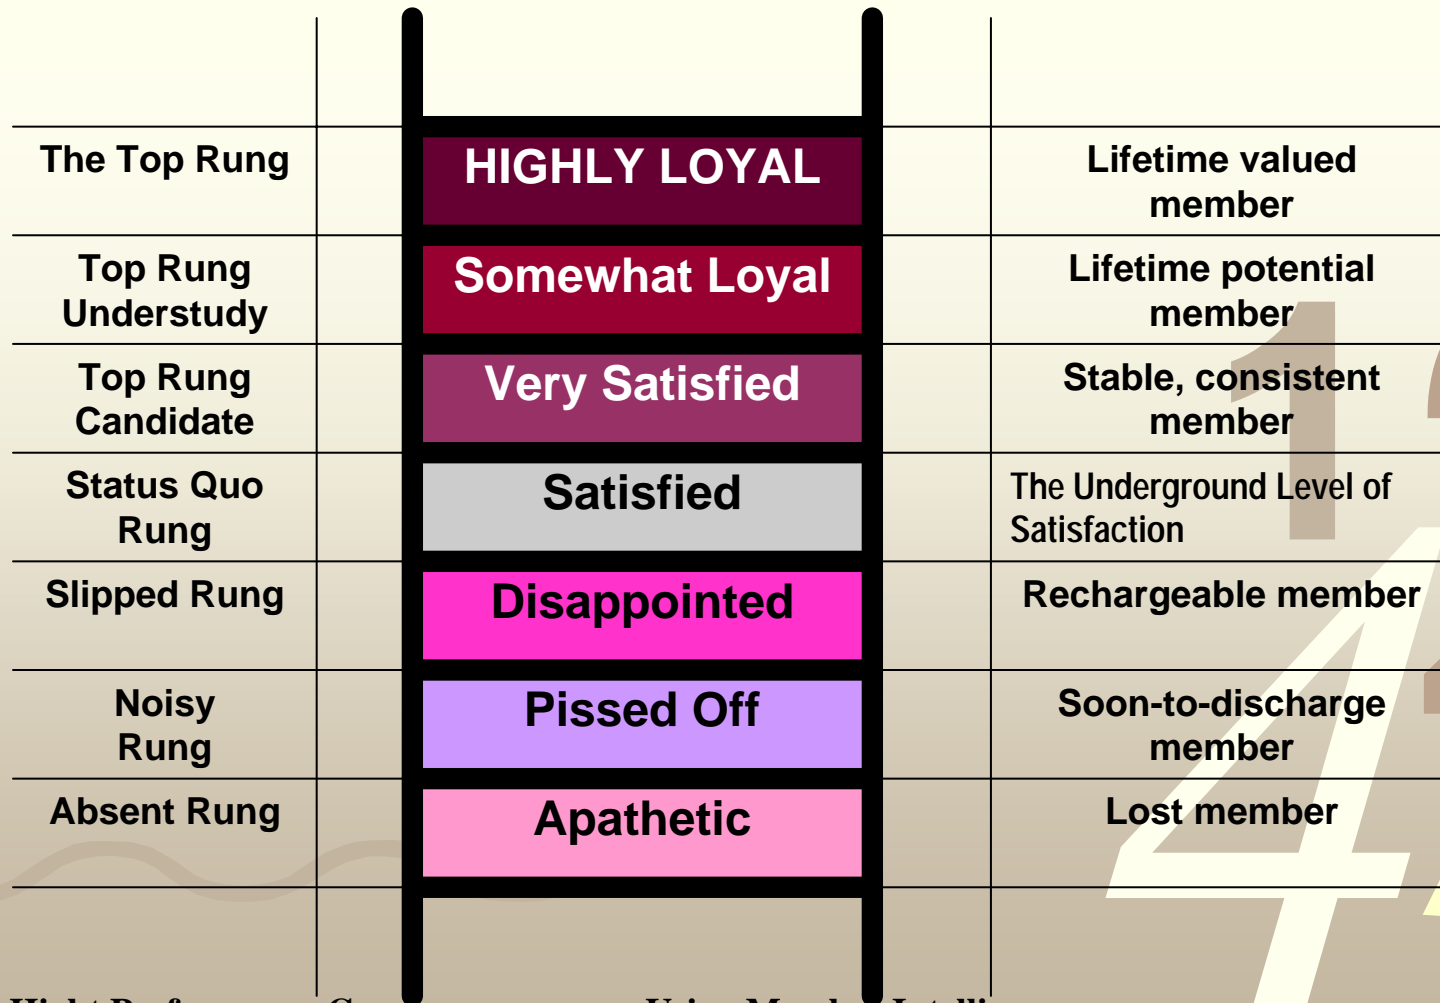 The Top Rung
HIGHLY LOYAL
Lifetime valued
member
Top Rung
Understudy
Somewhat Loyal
Lifetime potential
member
Top Rung
Candidate
Very Satisfied
Stable, consistent
member
Status Quo
Rung
Satisfied
The Underground Level of
Satisfaction
Slipped Rung
Disappointed
Rechargeable member
Noisy
Rung
Pissed Off
Soon-to-discharge
member
Absent Rung
Apathetic
Lost member
1
4